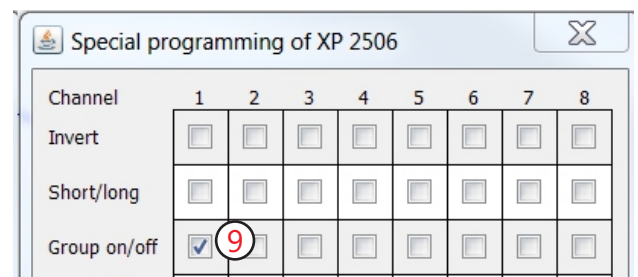 Special programming of XP 2506
Channel 1 2 3 4 5 6 7 8
Invert
Short/long
Group on/off 9